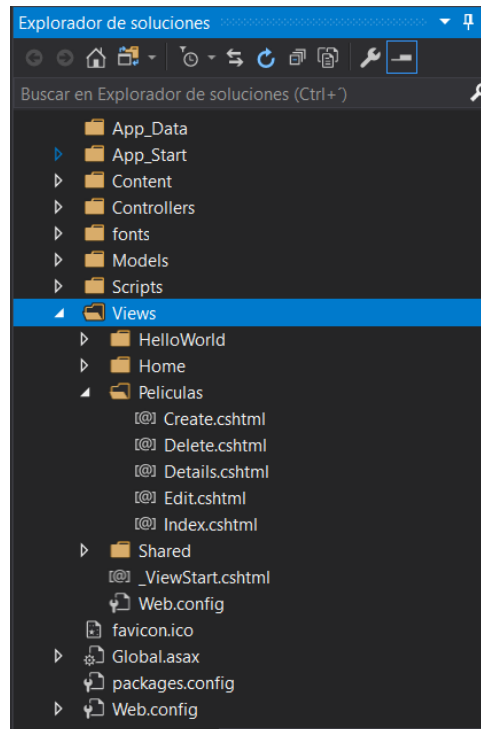 Explorador de soluciones
Buscar en Explorador de soluciones (Ctrl+´)
App_Data
App_Start
Content
Controllers
fonts
Models
Scripts
Views
HelloWorld
Home
Peliculas
[@] Create.cshtml
[@] Delete.cshtml
[@] Details.cshtml
[@] Edit.cshtml
[@] Index.cshtml
Shared
[@] _ViewStart.cshtml
Web.config
favicon.ico
Global.asax
packages.config
Web.config